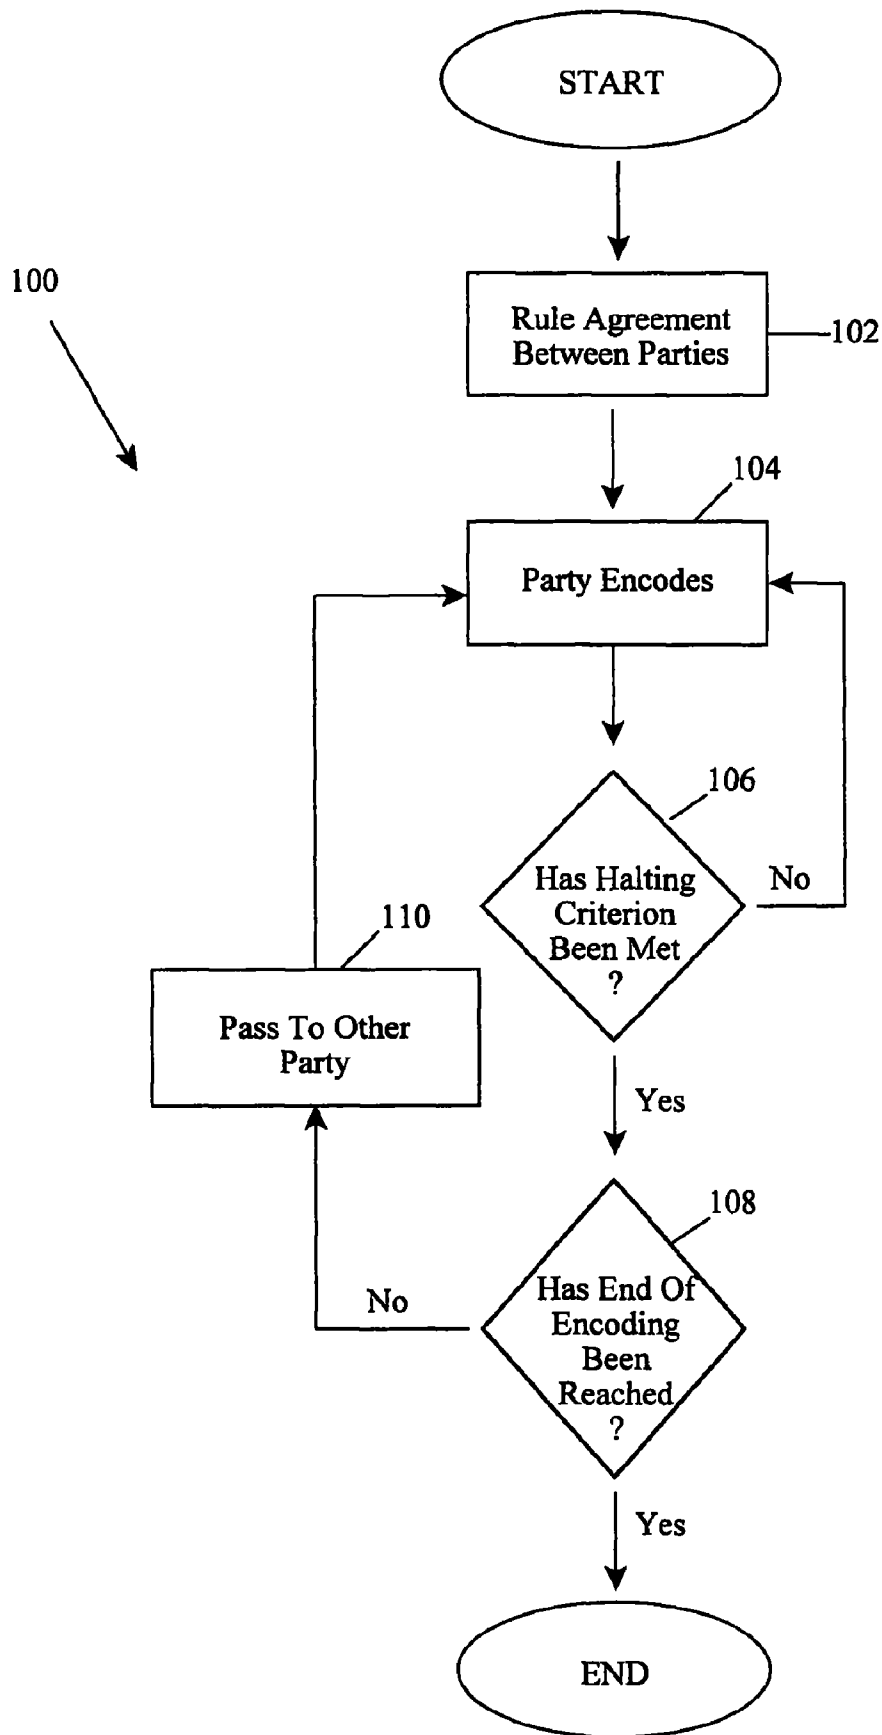 START
100
Rule Agreement
Between Parties
102
104
Party Encodes
106
Has Halting
Criterion
Been Met
?
No
110
Pass To Other
Party
Yes
108
Has End Of
Encoding
Been
Reached
?
No
Yes
END